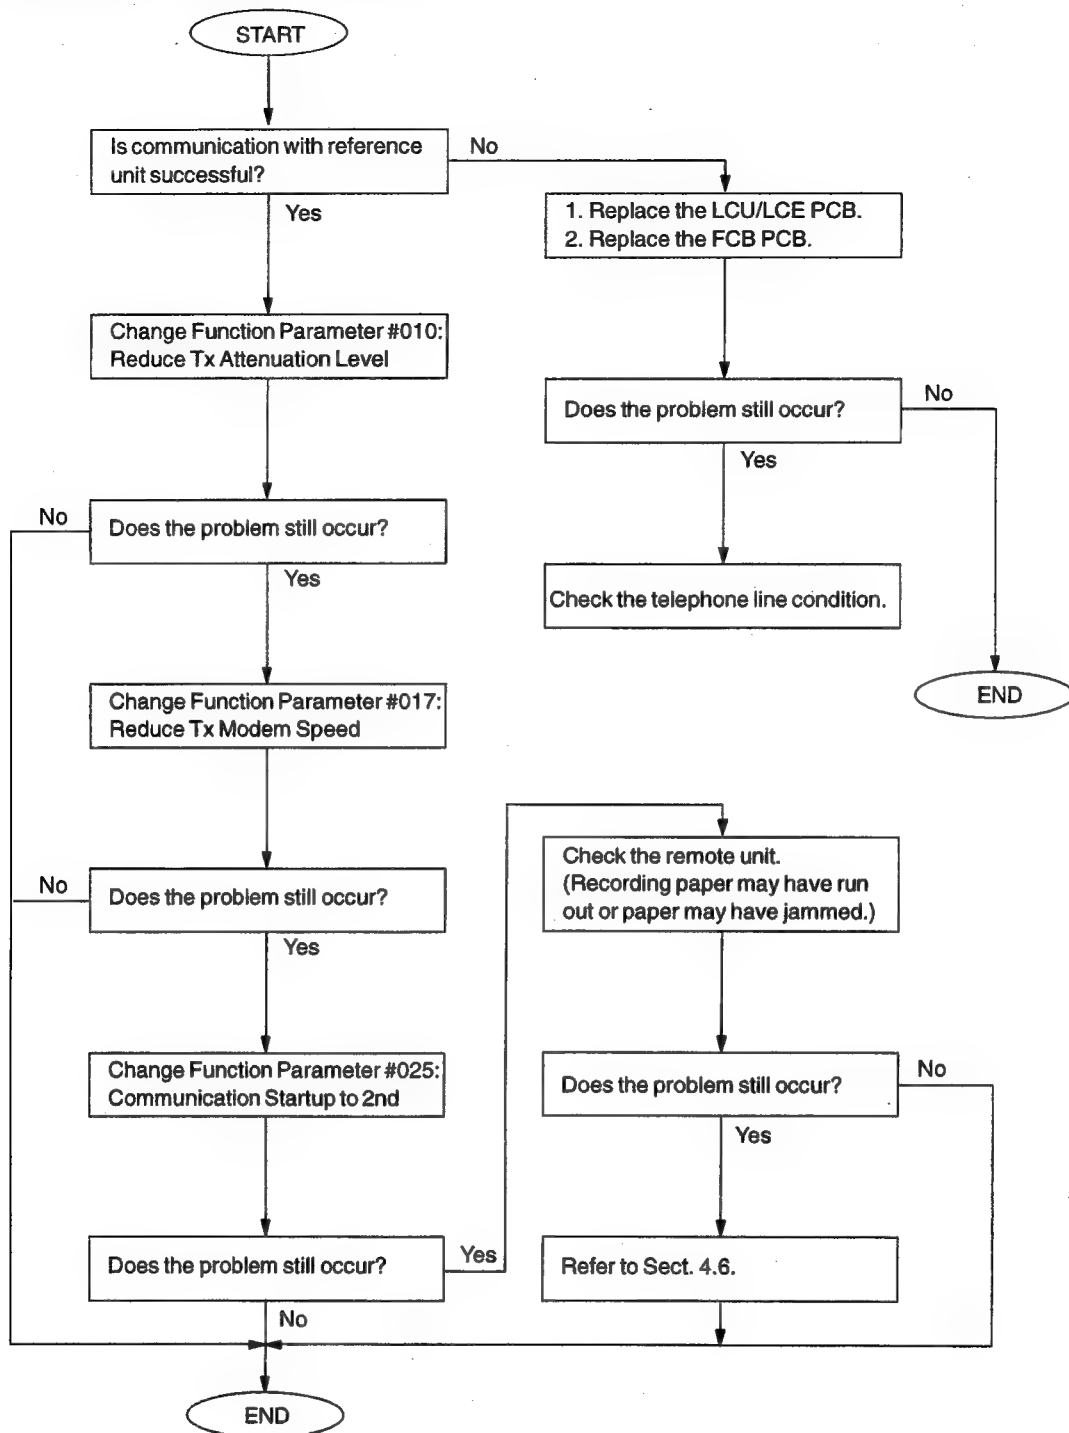 START
Is communication with reference
unit successful?
No
Yes
1. Replace the LCU/LCE PCB.
2. Replace the FCB PCB.
Change Function Parameter #010:
Reduce Tx Attenuation Level
Does the problem still occur?
No
Yes
Check the telephone line condition.
END
No
Does the problem still occur?
Yes
Change Function Parameter #017:
Reduce Tx Modem Speed
No
Does the problem still occur?
Yes
Change Function Parameter #025:
Communication Startup to 2nd
Does the problem still occur?
Yes
No
Check the remote unit.
(Recording paper may have run
out or paper may have jammed.)
Does the problem still occur?
No
Yes
Refer to Sect. 4.6.
END